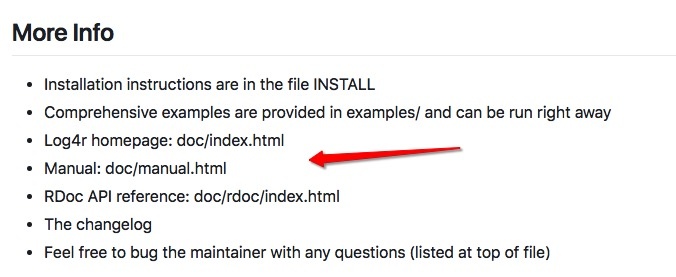 More Info
• Installation instructions are in the file INSTALL
• Comprehensive examples are provided in examples/ and can be run right away
• Log4r homepage: doc/index.html
• Manual: doc/manual.html
• RDoc API reference: doc/rdoc/index.html
• The changelog
• Feel free to bug the maintainer with any questions (listed at top of file)